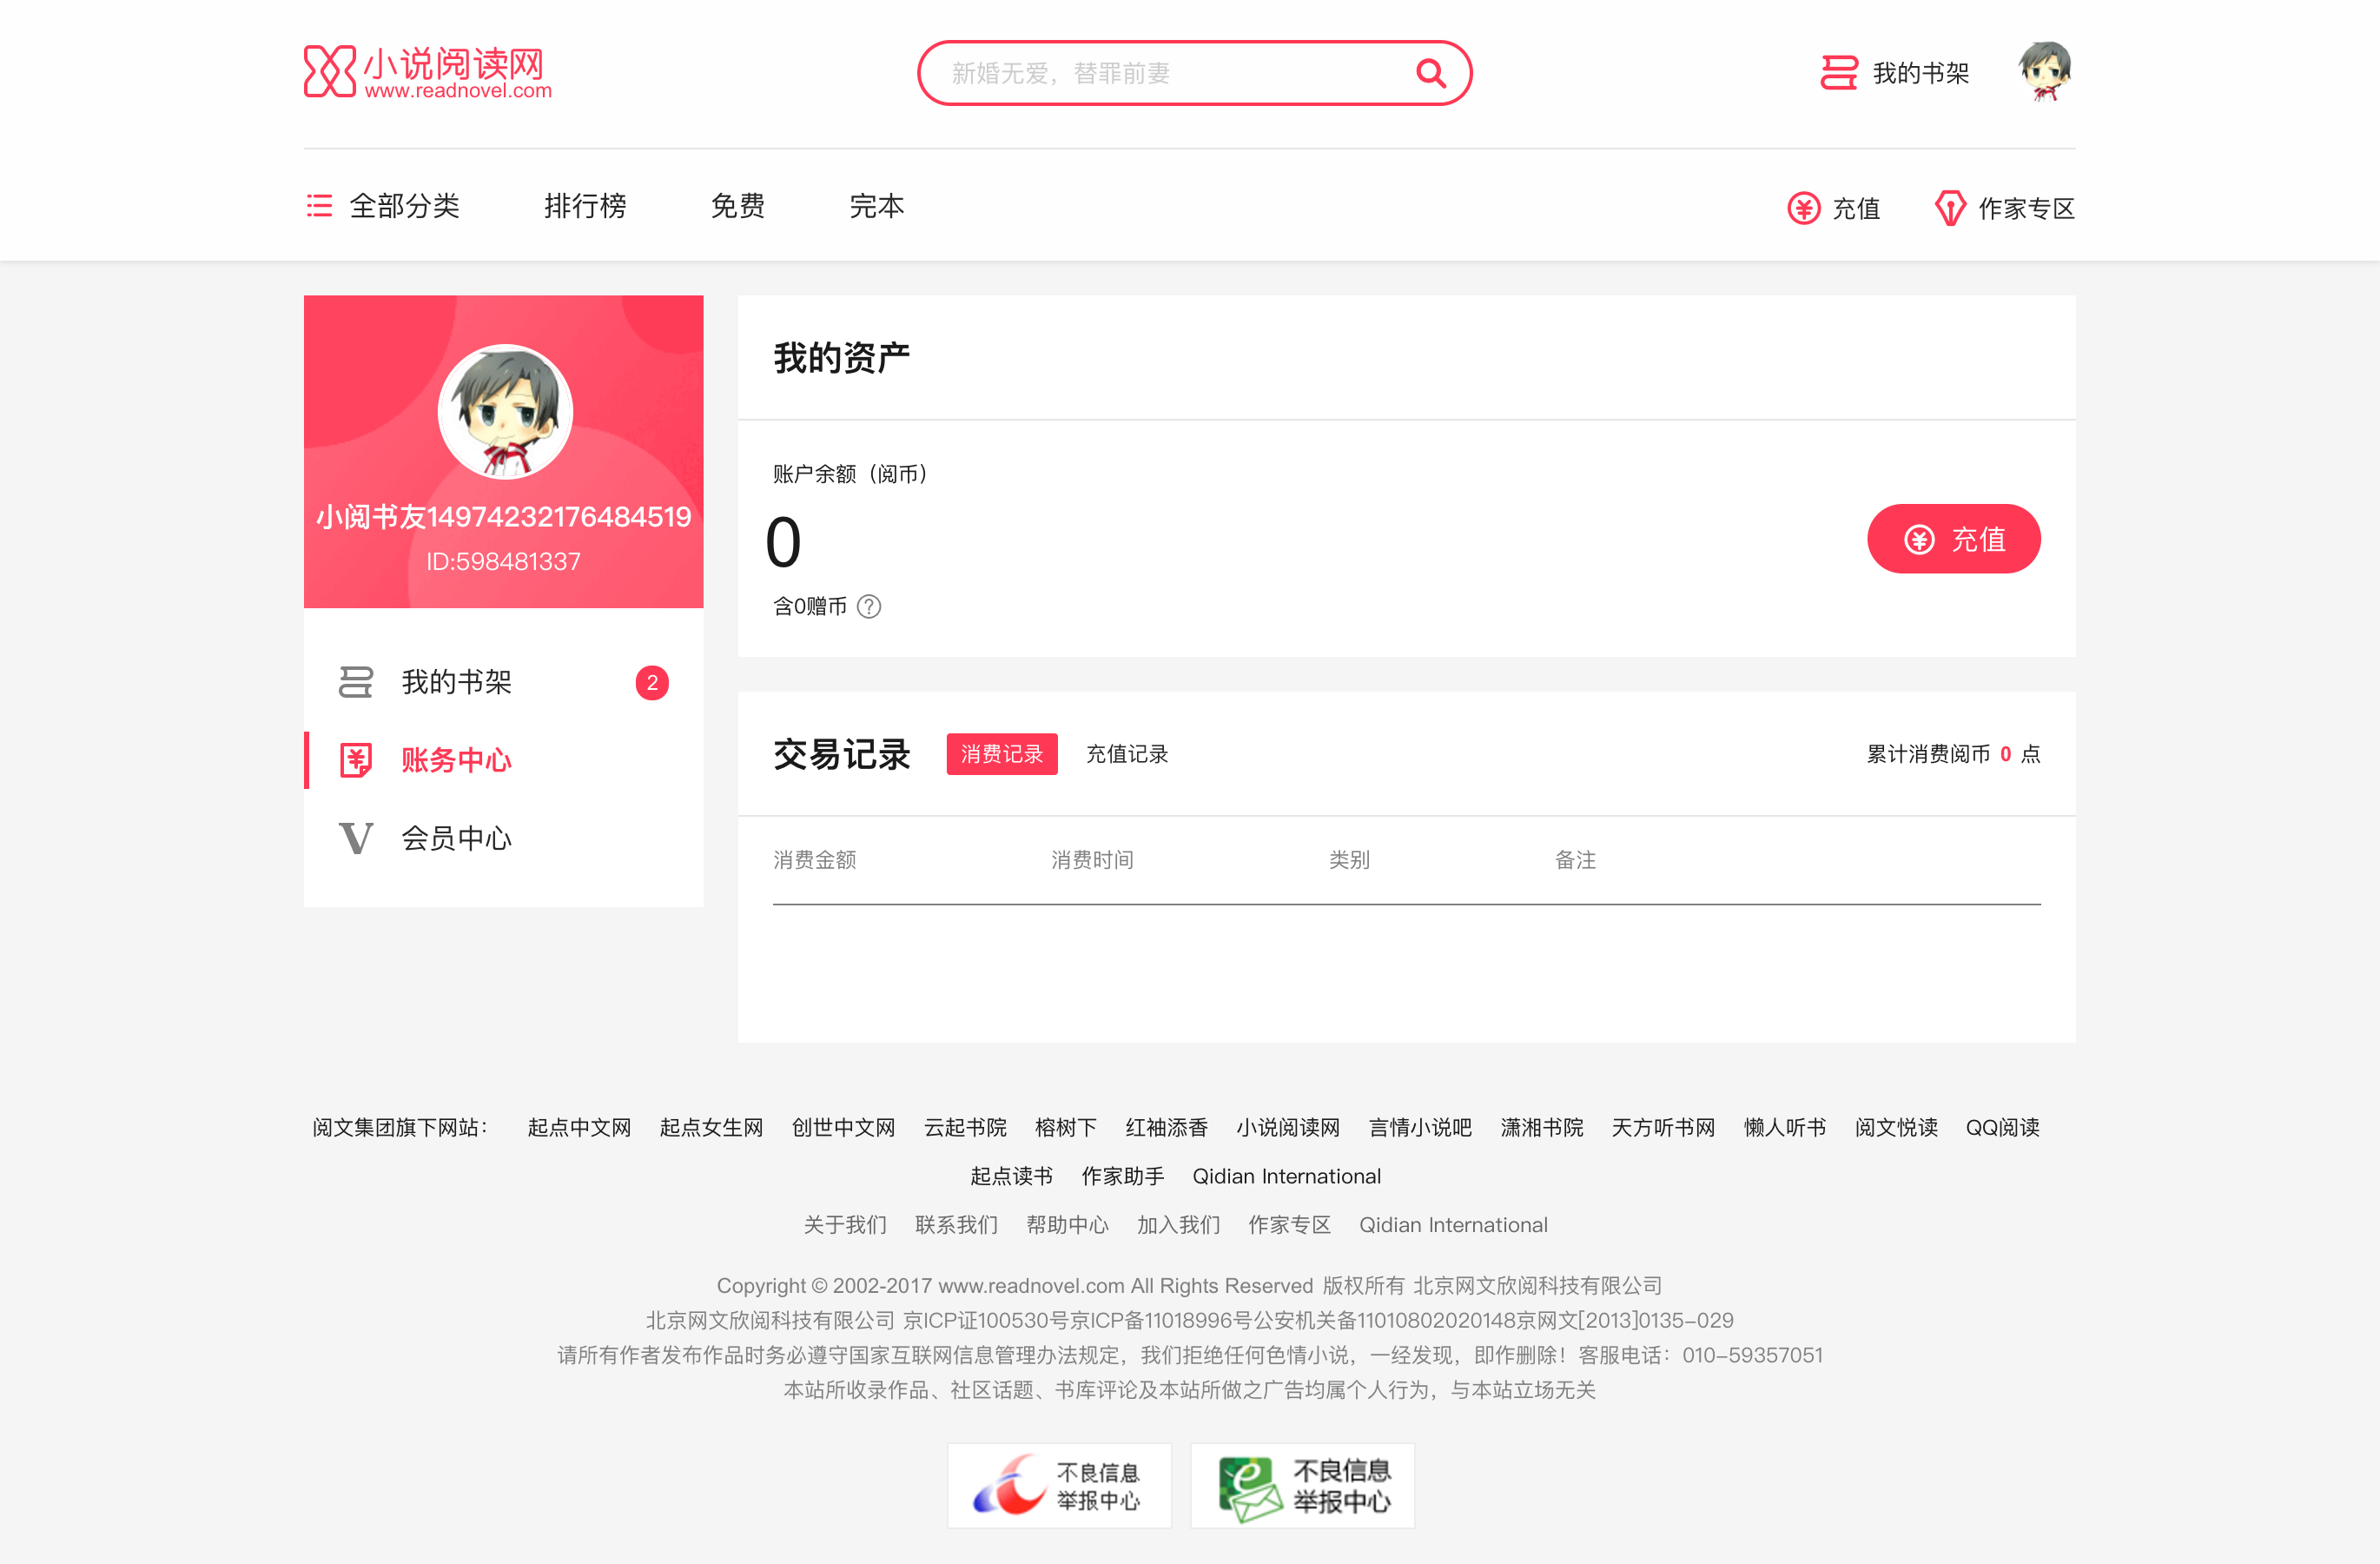 小说阅读网
www.readnovel.com
新婚无爱，替罪前妻
我的书架
全部分类 排行榜 免费 完本
充值 作家专区
小阅书友14974232176484519
ID:598481337
我的书架 2
账务中心
V 会员中心
我的资产
账户余额（阅币）
0
充值
含0赠币 ?
交易记录 消费记录 充值记录 累计消费阅币 0 点
消费金额 消费时间 类别 备注
阅文集团旗下网站： 起点中文网 起点女生网 创世中文网 云起书院 榕树下 红袖添香 小说阅读网 言情小说吧 潇湘书院 天方听书网 懒人听书 阅文悦读 QQ阅读
起点读书 作家助手 Qidian International
关于我们 联系我们 帮助中心 加入我们 作家专区 Qidian International
Copyright © 2002-2017 www.readnovel.com All Rights Reserved 版权所有 北京网文欣阅科技有限公司
北京网文欣阅科技有限公司 京ICP证100530号京ICP备11018996号公安机关备11010802020148京网文[2013]0135-029
请所有作者发布作品时务必遵守国家互联网信息管理办法规定，我们拒绝任何色情小说，一经发现，即作删除！客服电话：010-59357051
本站所收录作品、社区话题、书库评论及本站所做之广告均属个人行为，与本站立场无关
不良信息
举报中心
不良信息
举报中心